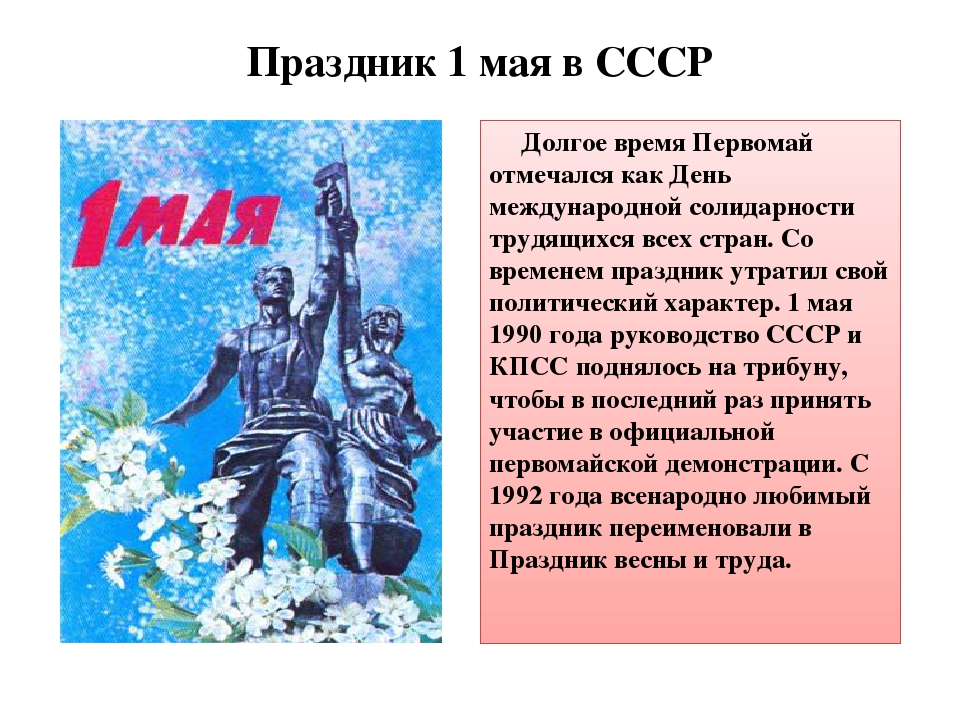 Праздник 1 мая в СССР
1 МАЯ
Долгое время Первомай
отмечался как День
международной солидарности
трудящихся всех стран. Со
временем праздник утратил свой
политический характер. 1 мая
1990 года руководство СССР и
КПСС поднялось на трибуну,
чтобы в последний раз принять
участие в официальной
первомайской демонстрации. С
1992 года всенародно любимый
праздник переименовали в
Праздник весны и труда.